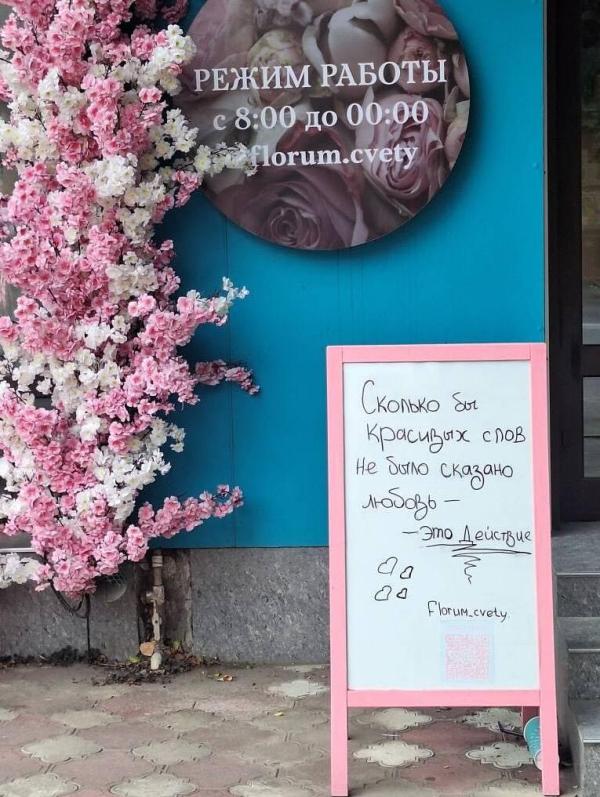 РЕЖИМ РАБОТЫ
с 8:00 до 00:00
florum.cvety
Сколько бы
красивых слов
не было сказано
любовь —
— Это Действие
florum_cvety